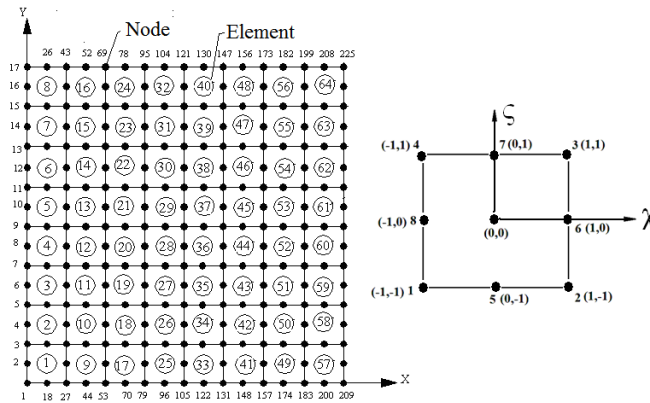 Y
Node
Element
26 43 52 69 78 95 104 121 130 147 156 173 182 199 208 225
17
16 8 16 24 32 40 48 56 64
15
14 7 15 23 31 39 47 55 63
13
12 6 14 22 30 38 46 54 62
11
10 5 13 21 29 37 45 53 61
9
8 4 12 20 28 36 44 52 60
7
6 3 11 19 27 35 43 51 59
5
4 2 10 18 26 34 42 50 58
3
2 1 9 17 25 33 41 49 57
X
1 18 27 44 53 70 79 96 105 122 131 148 157 174 183 200 209
ς
(-1,1) 4 7 (0,1) 3 (1,1)
(-1,0) 8 (0,0) 6 (1,0) λ
(-1,-1) 1 5 (0,-1) 2 (1,-1)